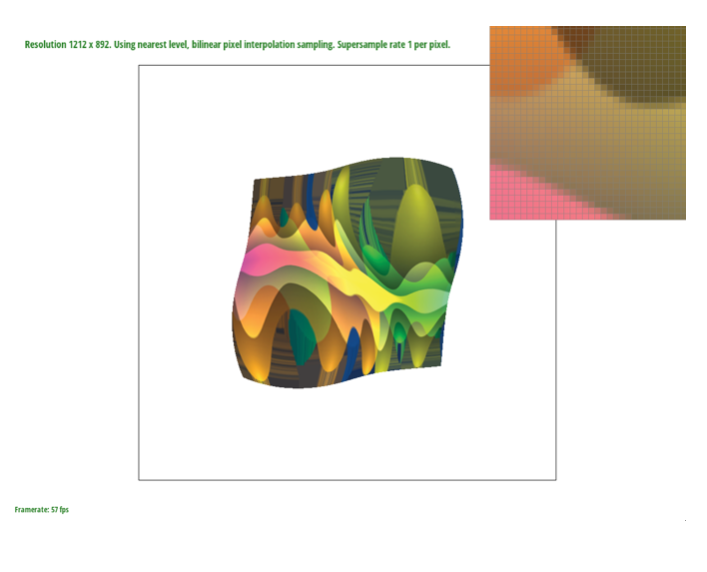 Resolution 1212 x 892. Using nearest level, bilinear pixel interpolation sampling. Supersample rate 1 per pixel.
Framerate: 57 fps